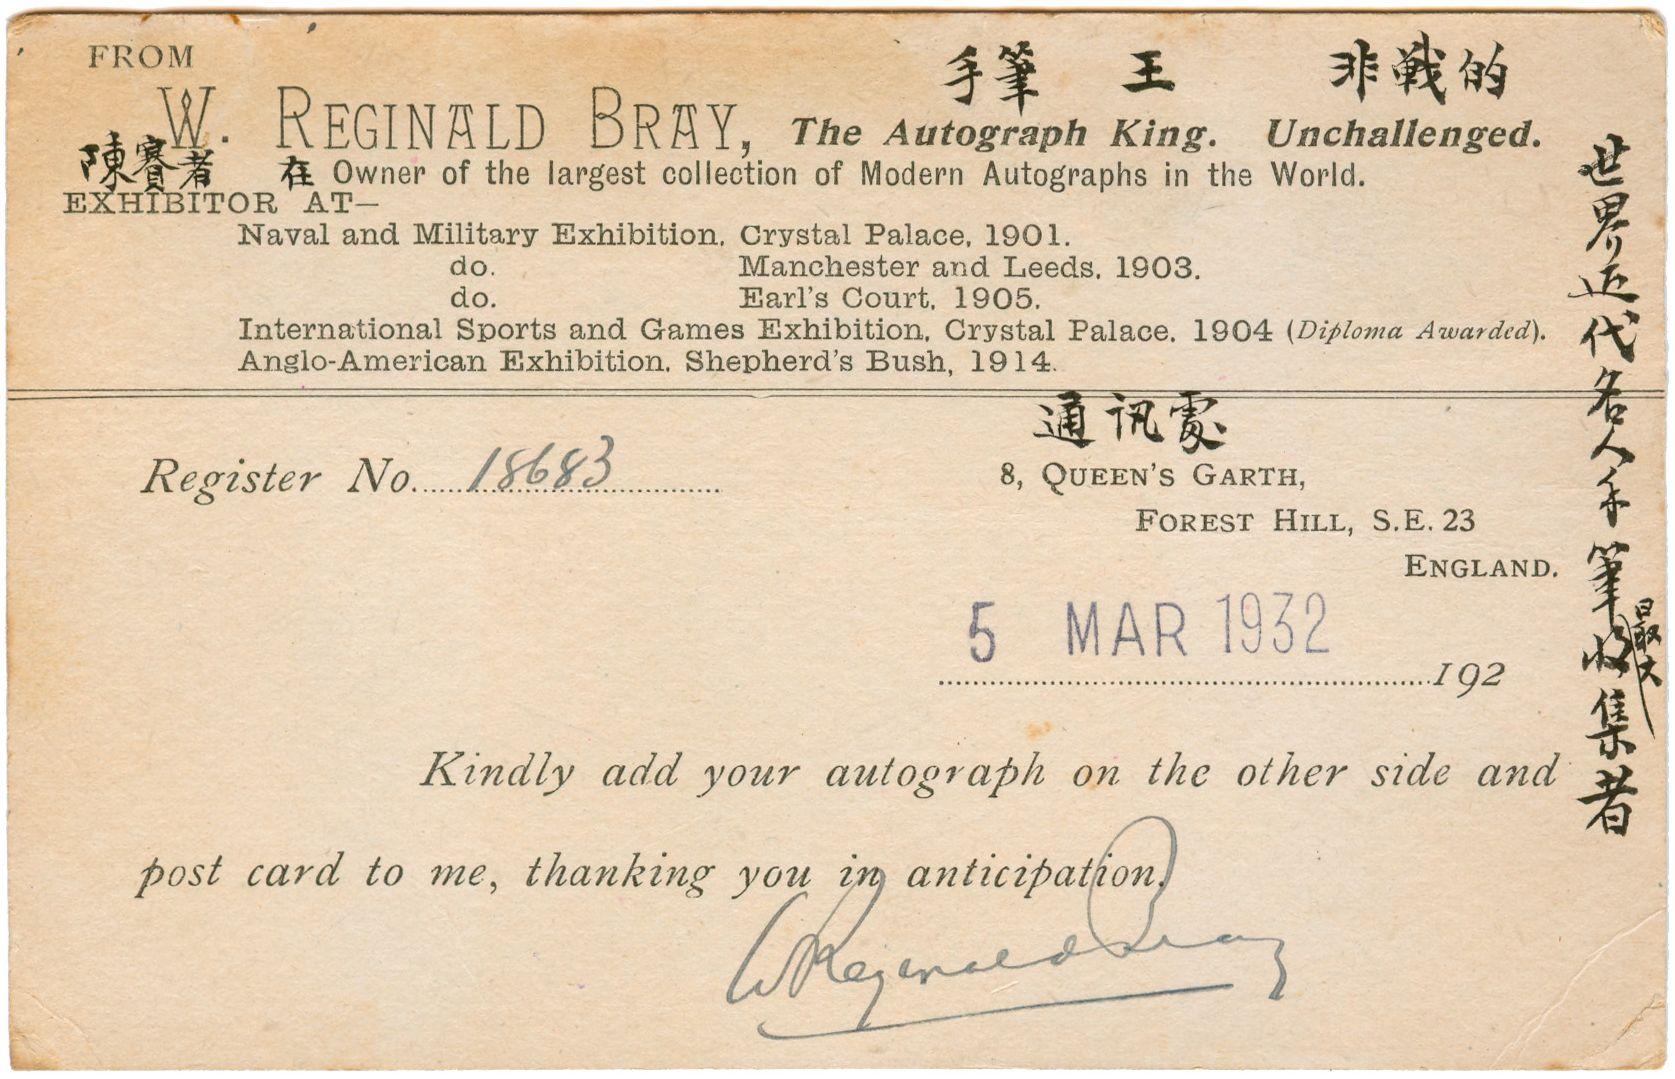 FROM
手筆 王 非戰的
W. REGINALD BRAY, The Autograph King. Unchallenged.
陳賽者 在 Owner of the largest collection of Modern Autographs in the World.
EXHIBITOR AT—
Naval and Military Exhibition, Crystal Palace, 1901.
do. Manchester and Leeds, 1903.
do. Earl's Court, 1905.
International Sports and Games Exhibition, Crystal Palace, 1904 (Diploma Awarded).
Anglo-American Exhibition, Shepherd's Bush, 1914.
世界近代名人手筆收集者
最大
通訊處
Register No. 18683
8, QUEEN'S GARTH,
FOREST HILL, S.E. 23
ENGLAND.
5 MAR 1932
192
Kindly add your autograph on the other side and
post card to me, thanking you in anticipation.
W Reginald Bray